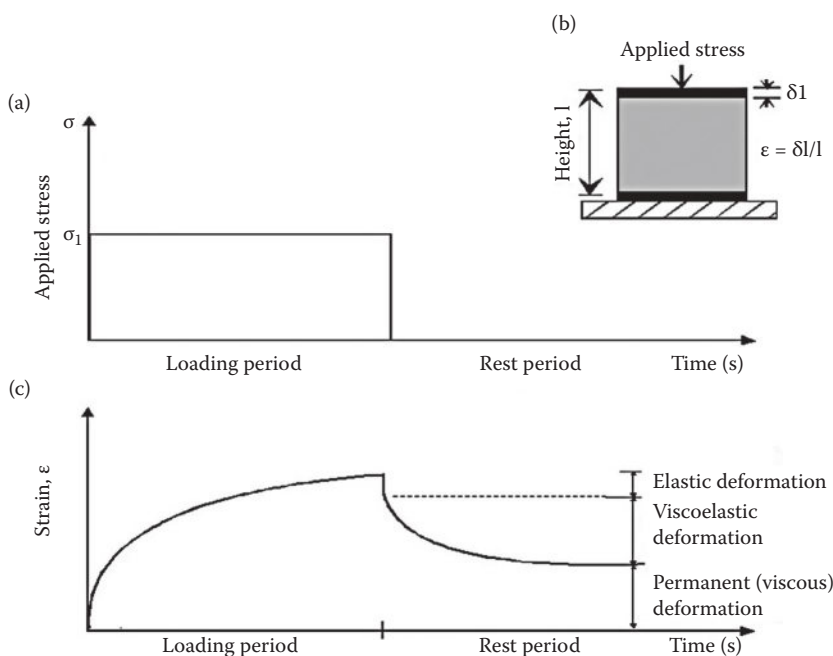 (b)
Applied stress
δ1
Height, l
ε = δl/l
(a)
σ
σ1
Applied stress
Loading period
Rest period
Time (s)
(c)
Strain, ε
Elastic deformation
Viscoelastic
deformation
Permanent (viscous)
deformation
Loading period
Rest period
Time (s)